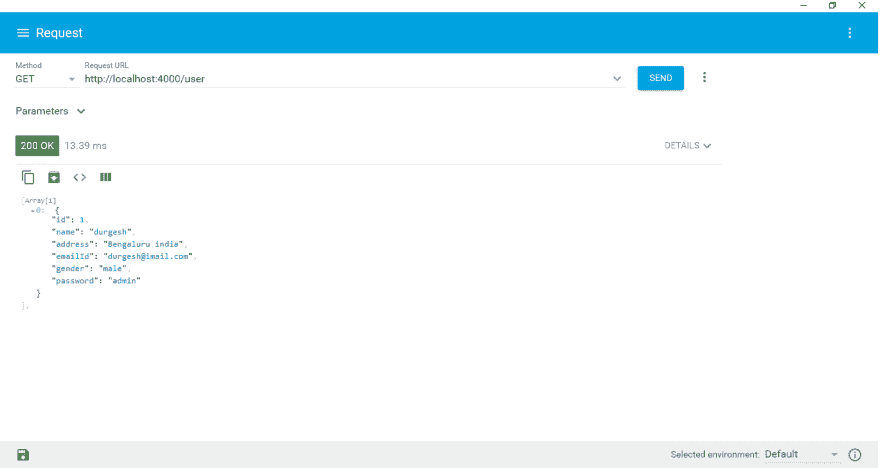 Request
Method
GET
Request URL
http://localhost:4000/user
SEND
Parameters
200 OK 13.39 ms
DETAILS
[Array[1]
0: {
"id": 1,
"name": "durgesh",
"address": "Bengaluru india",
"emailId": "durgesh@imail.com",
"gender": "male",
"password": "admin"
}
],
Selected environment: Default